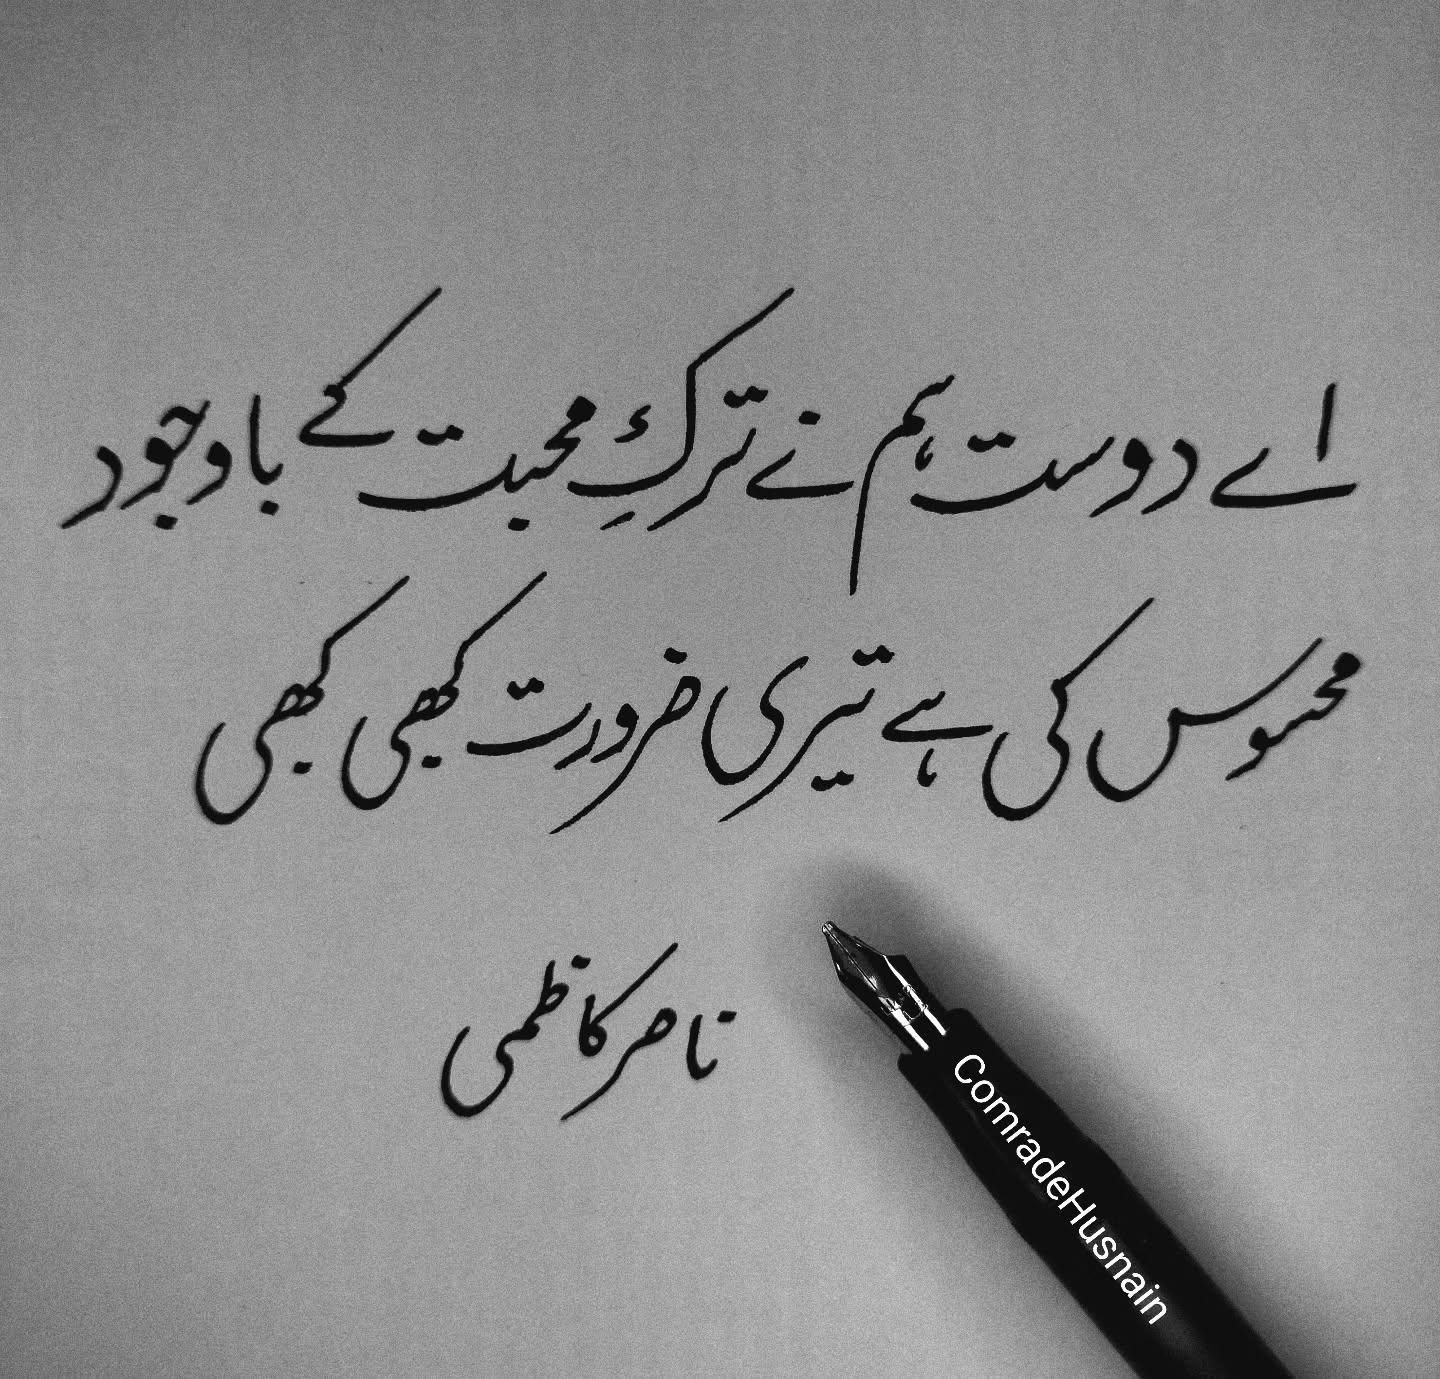 اے دوست ہم نے ترکِ محبت کے باوجود
محسوس کی ہے تیری ضرورت کبھی کبھی
ناصر کاظمی
ComradeHusnain